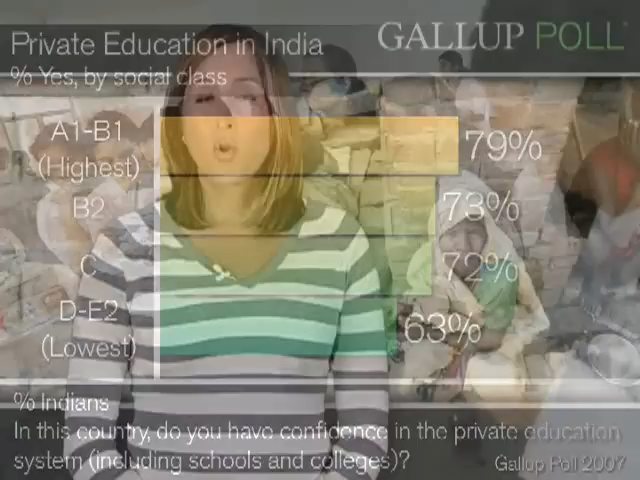 Private Education in India
GALLUP POLL
% Yes, by social class
A1-B1
(Highest)
79%
B2
73%
C
72%
D-E2
(Lowest)
63%
% Indians
In this country, do you have confidence in the private education
system (including schools and colleges)?
Gallup Poll 2007